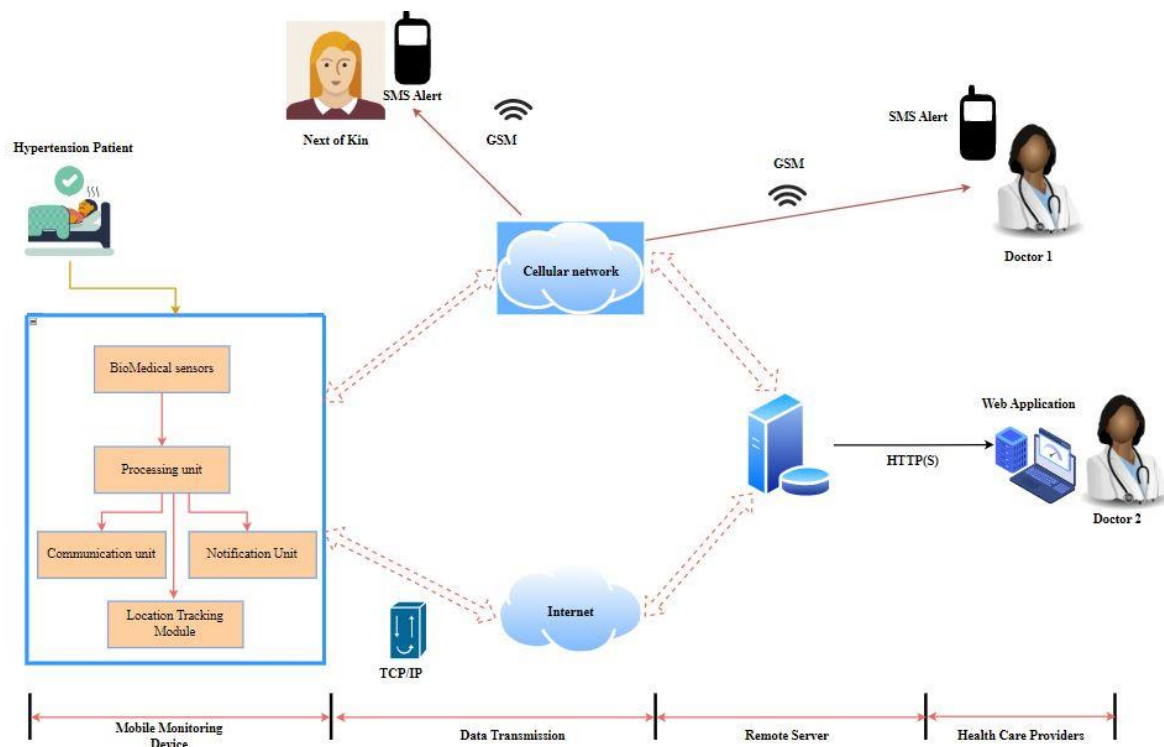 SMS Alert
Next of Kin
GSM
SMS Alert
GSM
Hypertension Patient
Doctor 1
Cellular network
BioMedical sensors
Processing unit
Communication unit
Notification Unit
Location Tracking
Module
Web Application
HTTP(S)
Doctor 2
Internet
TCP/IP
Mobile Monitoring
Device
Data Transmission
Remote Server
Health Care Providers